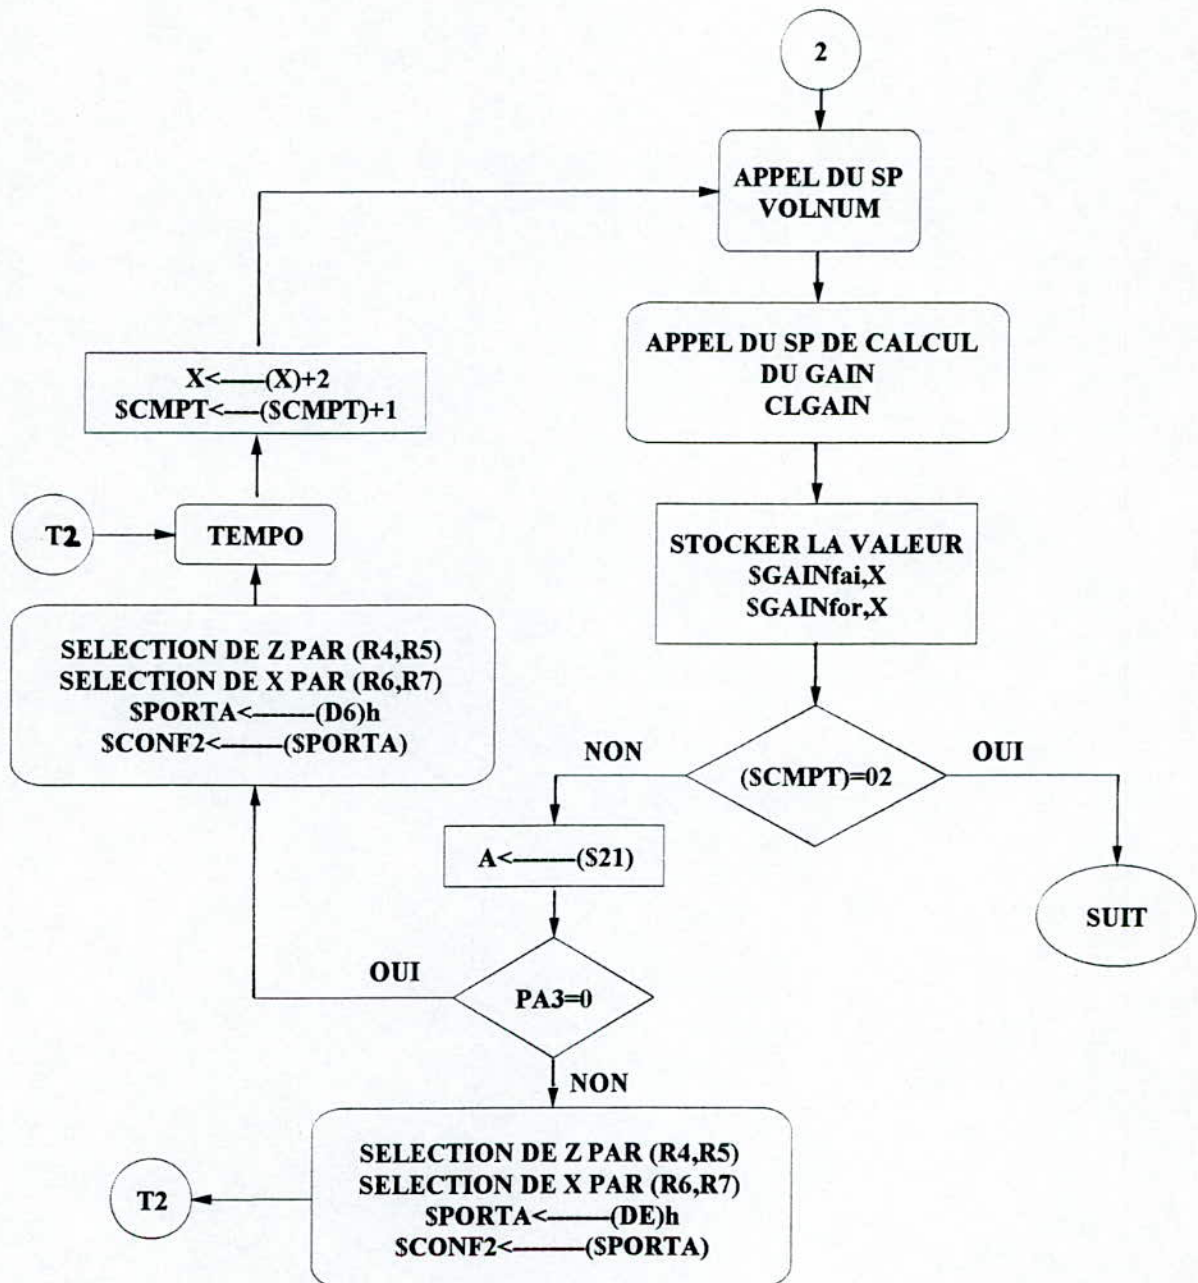 2
APPEL DU SP
VOLNUM
APPEL DU SP DE CALCUL
DU GAIN
CLGAIN
X<-----(X)+2
$CMPT<----($CMPT)+1
T2
TEMPO
STOCKER LA VALEUR
$GAINfai,X
$GAINfor,X
SELECTION DE Z PAR (R4,R5)
SELECTION DE X PAR (R6,R7)
$PORTA<-------(D6)h
$CONF2<-------($PORTA)
NON
OUI
($CMPT)=02
A<-------($21)
SUIT
OUI
PA3=0
NON
SELECTION DE Z PAR (R4,R5)
SELECTION DE X PAR (R6,R7)
$PORTA<-------(DE)h
$CONF2<---------($PORTA)
T2